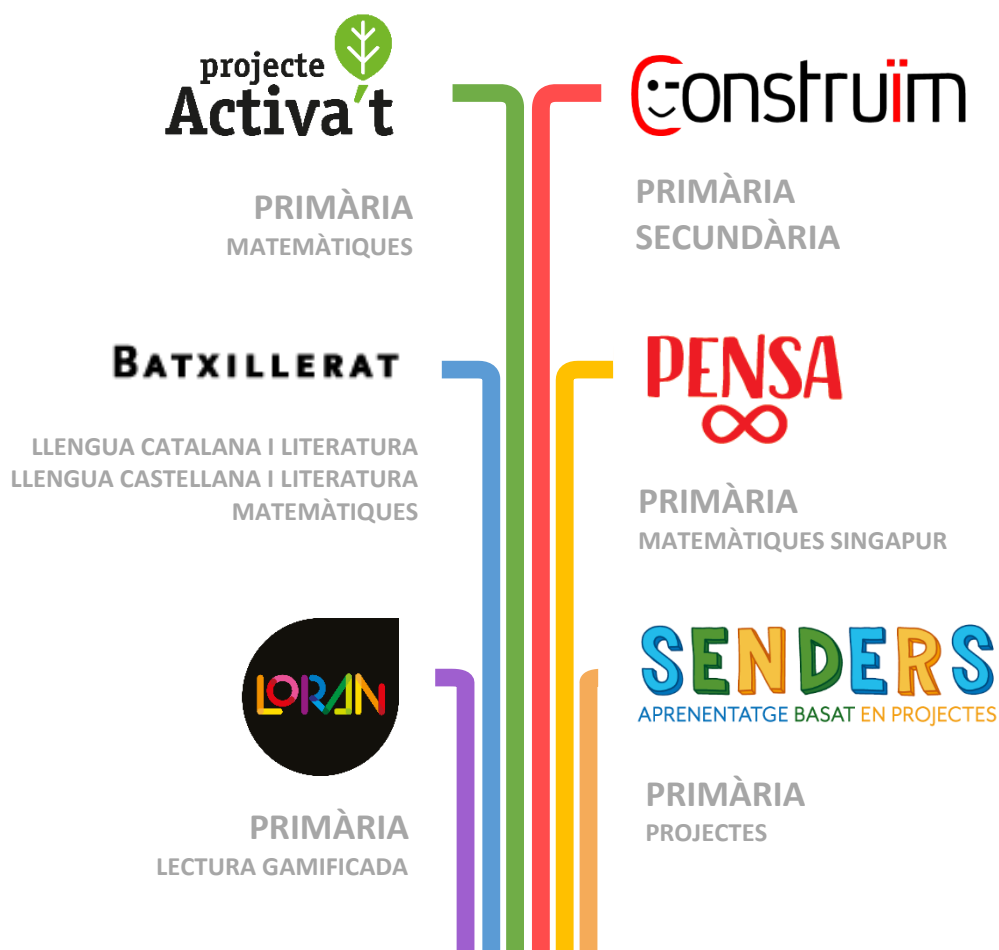 projecte
Activa't
PRIMÀRIA
MATEMÀTIQUES
Construïm
PRIMÀRIA
SECUNDÀRIA
BATXILLERAT
LLENGUA CATALANA I LITERATURA
LLENGUA CASTELLANA I LITERATURA
MATEMÀTIQUES
PENSA
∞
PRIMÀRIA
MATEMÀTIQUES SINGAPUR
LORAN
PRIMÀRIA
LECTURA GAMIFICADA
SENDERS
APRENENTATGE BASAT EN PROJECTES
PRIMÀRIA
PROJECTES